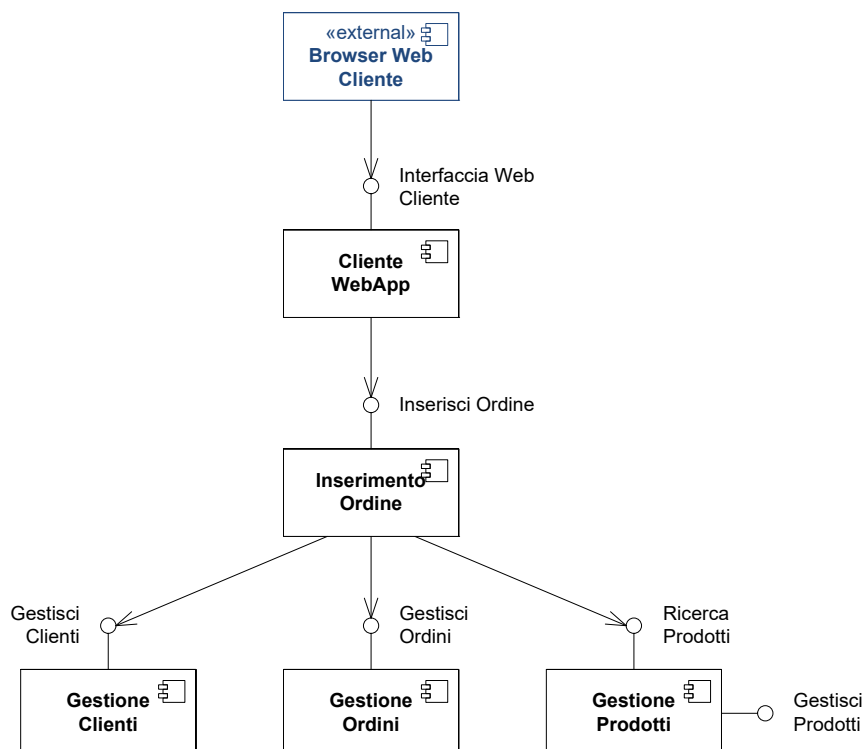 «external»
Browser Web
Cliente
Interfaccia Web
Cliente
Cliente
WebApp
Inserisci Ordine
Inserimento
Ordine
Gestisci
Clienti
Gestisci
Ordini
Ricerca
Prodotti
Gestione
Clienti
Gestione
Ordini
Gestione
Prodotti
Gestisci
Prodotti